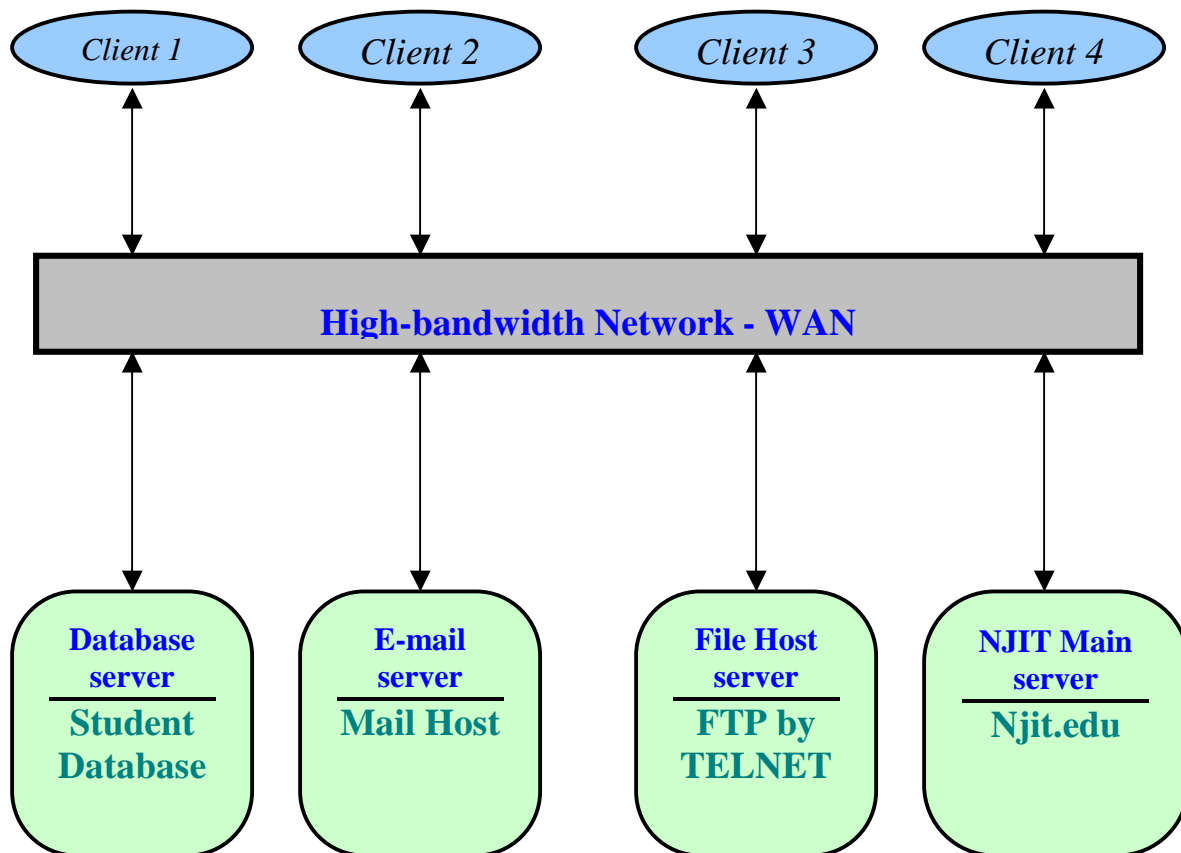 Client 1
Client 2
Client 3
Client 4
High-bandwidth Network - WAN
Database
server
Student
Database
E-mail
server
Mail Host
File Host
server
FTP by
TELNET
NJIT Main
server
Njit.edu